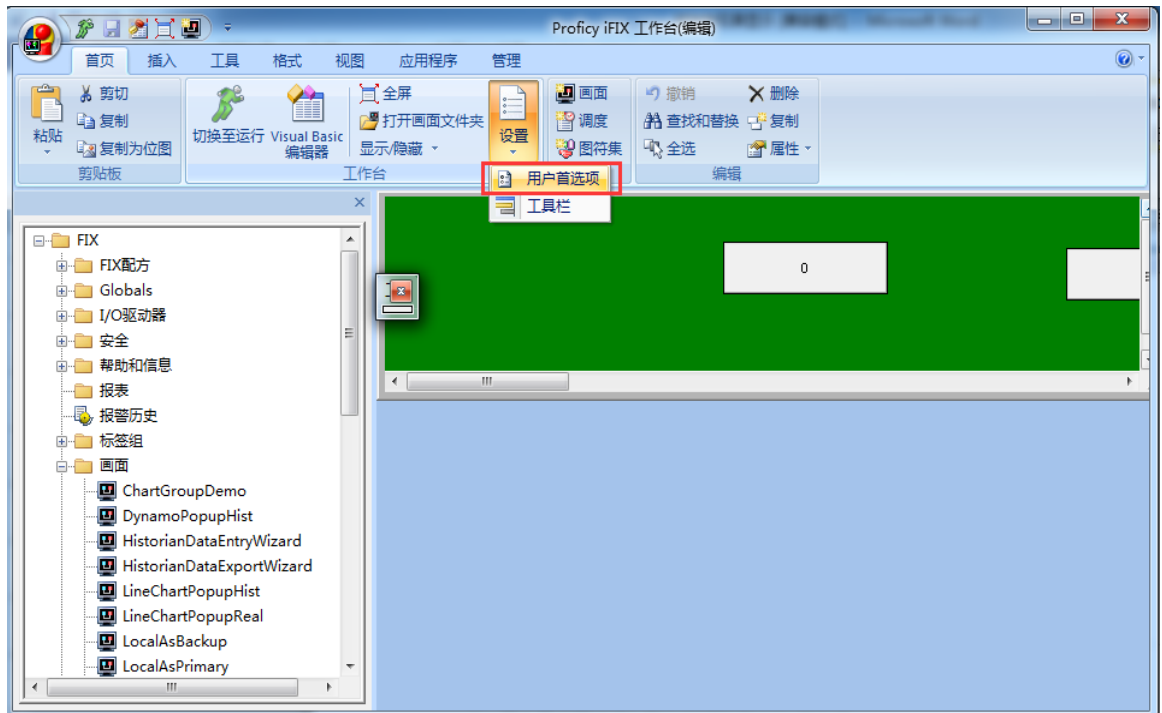 Proficy iFIX 工作台(编辑)
首页 插入 工具 格式 视图 应用程序 管理
粘贴
剪切
复制
复制为位图
剪贴板
切换至运行
Visual Basic
编辑器
全屏
打开画面文件夹
显示/隐藏
设置
工作台
画面
调度
图符集
撤销
删除
查找和替换
复制
全选
属性
编辑
用户首选项
工具栏
FIX
FIX配方
Globals
I/O驱动器
安全
帮助和信息
报表
报警历史
标签组
画面
ChartGroupDemo
DynamoPopupHist
HistorianDataEntryWizard
HistorianDataExportWizard
LineChartPopupHist
LineChartPopupReal
LocalAsBackup
LocalAsPrimary
0